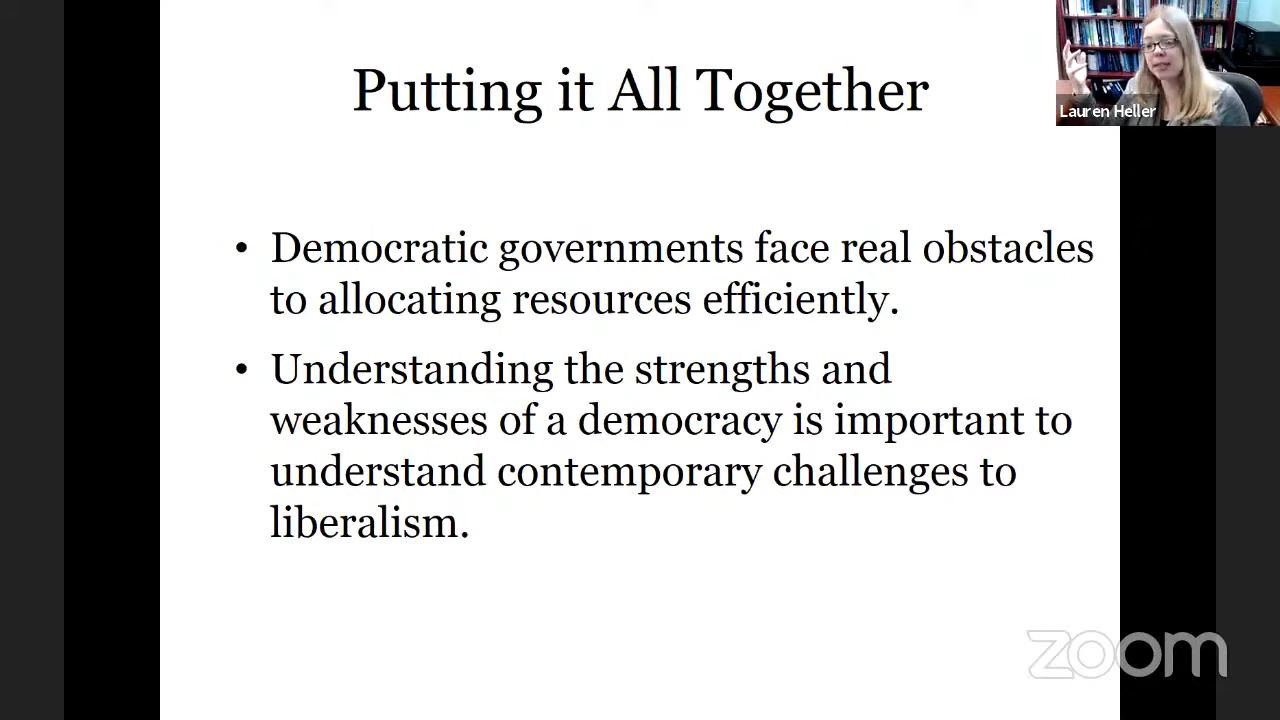 Putting it All Together
Lauren Heller
• Democratic governments face real obstacles
to allocating resources efficiently.
• Understanding the strengths and
weaknesses of a democracy is important to
understand contemporary challenges to
liberalism.
zoom